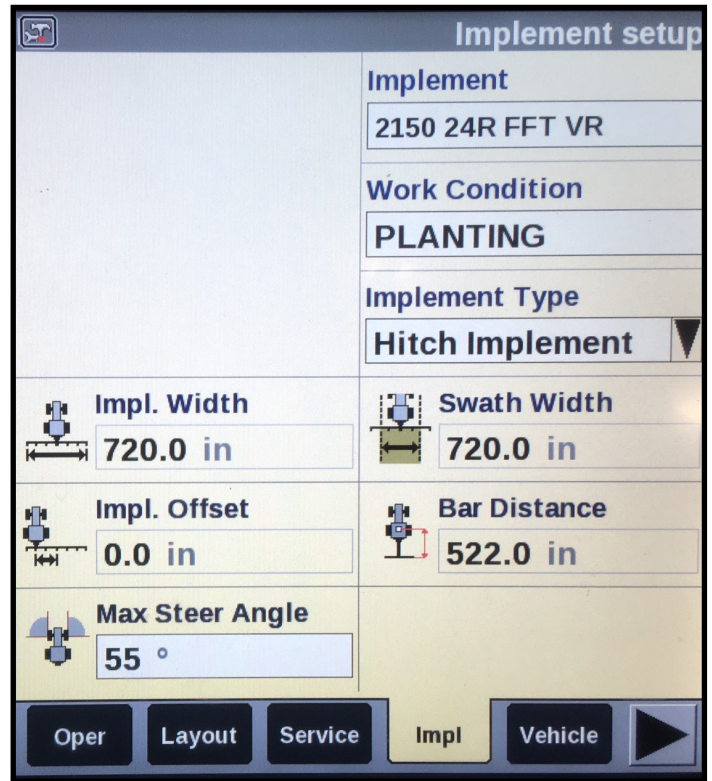 Implement setup
Implement
2150 24R FFT VR
Work Condition
PLANTING
Implement Type
Hitch Implement
Impl. Width
720.0 in
Swath Width
720.0 in
Impl. Offset
0.0 in
Bar Distance
522.0 in
Max Steer Angle
55 °
Oper
Layout
Service
Impl
Vehicle